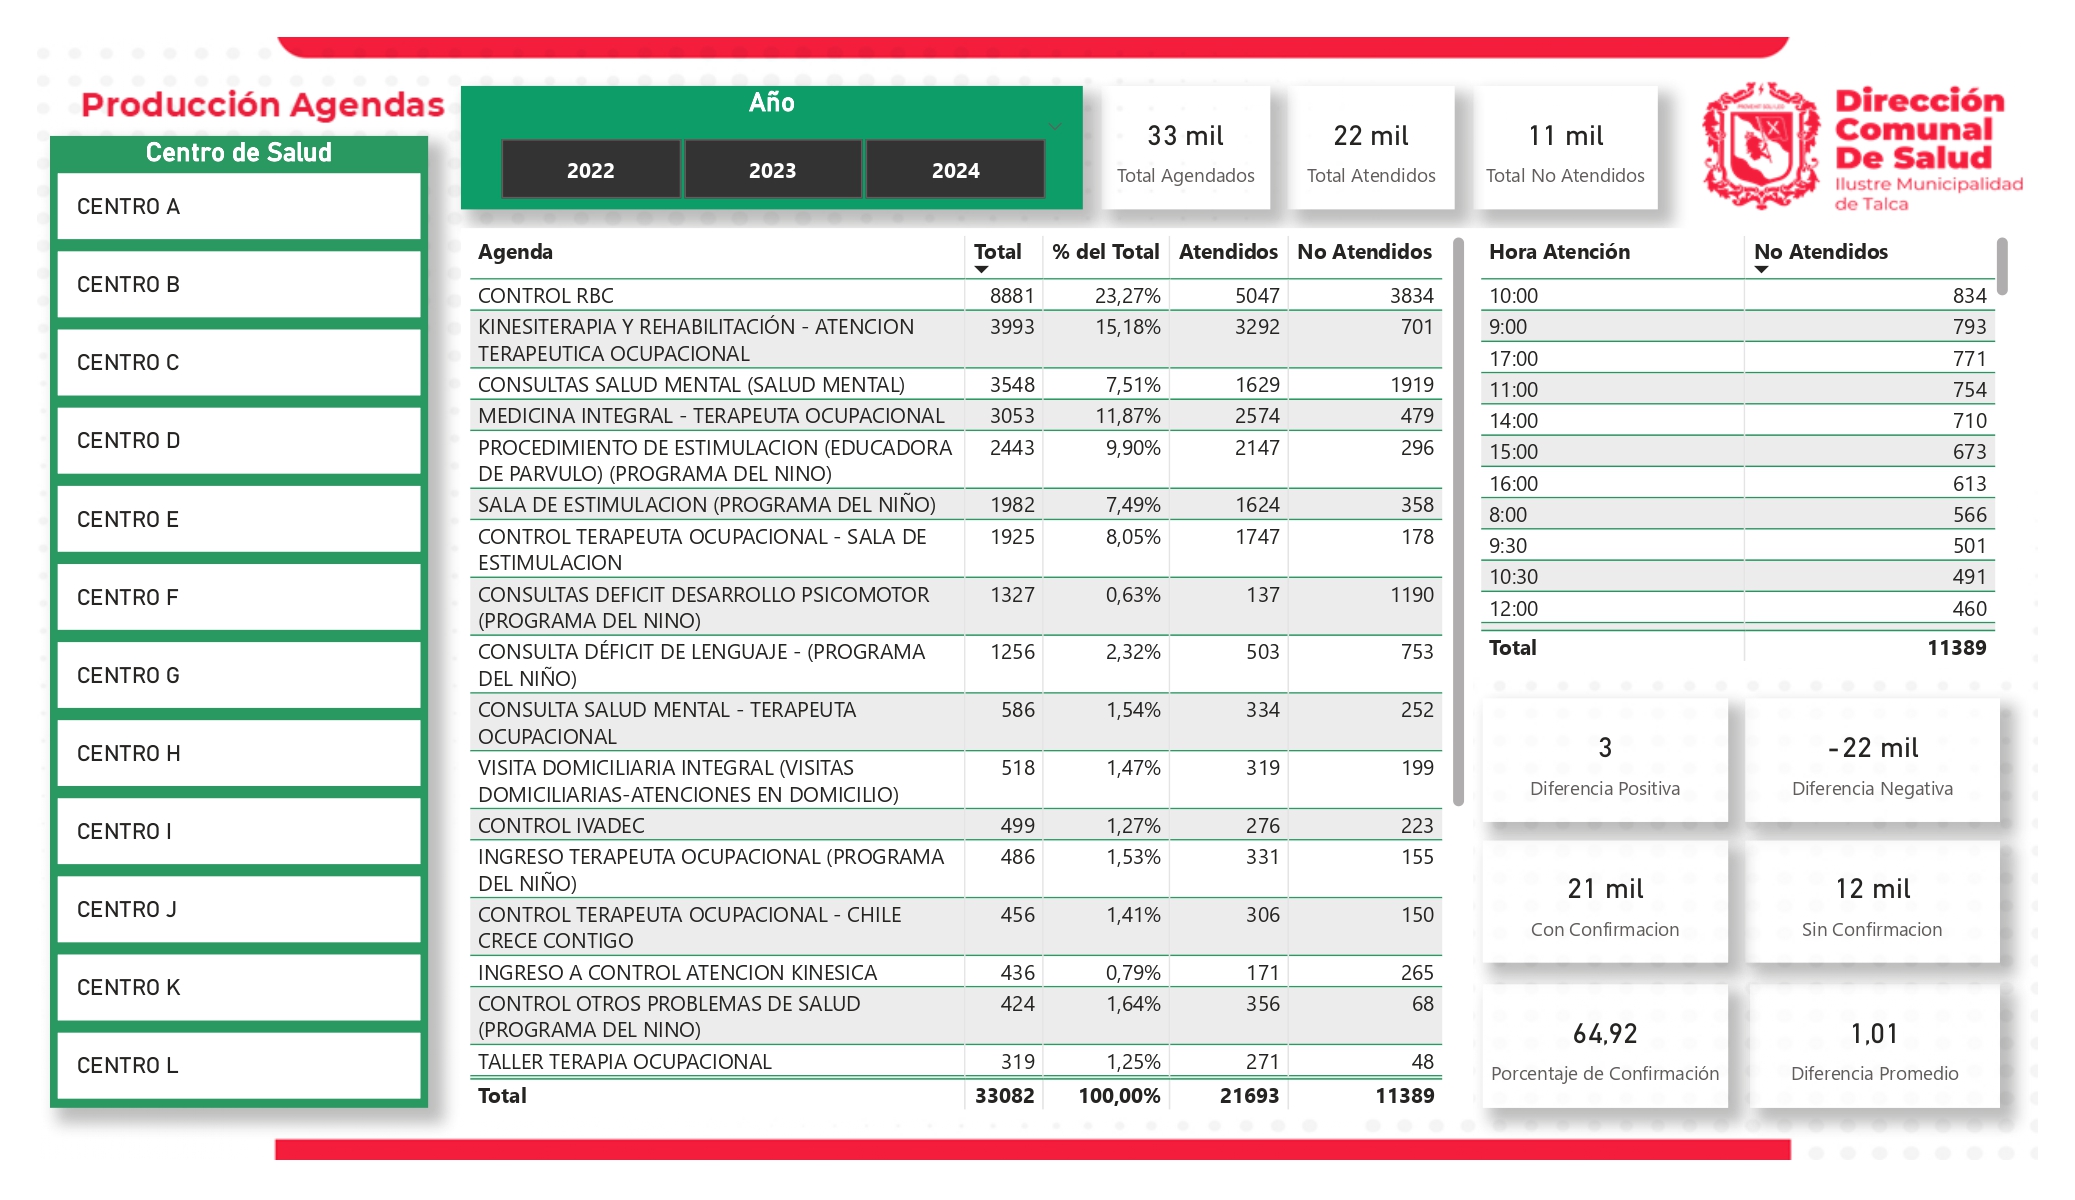 Producción Agendas
Centro de Salud
CENTRO A
CENTRO B
CENTRO C
CENTRO D
CENTRO E
CENTRO F
CENTRO G
CENTRO H
CENTRO I
CENTRO J
CENTRO K
CENTRO L
Año
2022 2023 2024
33 mil
Total Agendados
22 mil
Total Atendidos
11 mil
Total No Atendidos
Dirección
Comunal
De Salud
Ilustre Municipalidad
de Talca
Agenda Total % del Total Atendidos No Atendidos
CONTROL RBC 8881 23,27% 5047 3834
KINESITERAPIA Y REHABILITACIÓN - ATENCION 3993 15,18% 3292 701
TERAPEUTICA OCUPACIONAL
CONSULTAS SALUD MENTAL (SALUD MENTAL) 3548 7,51% 1629 1919
MEDICINA INTEGRAL - TERAPEUTA OCUPACIONAL 3053 11,87% 2574 479
PROCEDIMIENTO DE ESTIMULACION (EDUCADORA 2443 9,90% 2147 296
DE PARVULO) (PROGRAMA DEL NINO)
SALA DE ESTIMULACION (PROGRAMA DEL NIÑO) 1982 7,49% 1624 358
CONTROL TERAPEUTA OCUPACIONAL - SALA DE 1925 8,05% 1747 178
ESTIMULACION
CONSULTAS DEFICIT DESARROLLO PSICOMOTOR 1327 0,63% 137 1190
(PROGRAMA DEL NINO)
CONSULTA DÉFICIT DE LENGUAJE - (PROGRAMA 1256 2,32% 503 753
DEL NIÑO)
CONSULTA SALUD MENTAL - TERAPEUTA 586 1,54% 334 252
OCUPACIONAL
VISITA DOMICILIARIA INTEGRAL (VISITAS 518 1,47% 319 199
DOMICILIARIAS-ATENCIONES EN DOMICILIO)
CONTROL IVADEC 499 1,27% 276 223
INGRESO TERAPEUTA OCUPACIONAL (PROGRAMA 486 1,53% 331 155
DEL NIÑO)
CONTROL TERAPEUTA OCUPACIONAL - CHILE 456 1,41% 306 150
CRECE CONTIGO
INGRESO A CONTROL ATENCION KINESICA 436 0,79% 171 265
CONTROL OTROS PROBLEMAS DE SALUD 424 1,64% 356 68
(PROGRAMA DEL NINO)
TALLER TERAPIA OCUPACIONAL 319 1,25% 271 48
Total 33082 100,00% 21693 11389
Hora Atención No Atendidos
10:00 834
9:00 793
17:00 771
11:00 754
14:00 710
15:00 673
16:00 613
8:00 566
9:30 501
10:30 491
12:00 460
Total 11389
3
Diferencia Positiva
-22 mil
Diferencia Negativa
21 mil
Con Confirmacion
12 mil
Sin Confirmacion
64,92
Porcentaje de Confirmación
1,01
Diferencia Promedio